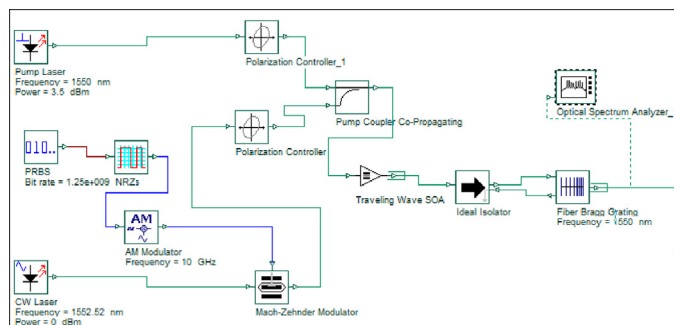 Pump Laser
Frequency = 1550 nm
Power = 3.5 dBm
Polarization Controller_1
Pump Coupler Co-Propagating
Optical Spectrum Analyzer_
Polarization Controller
010..
PRBS
Bit rate = 1.25e+009
NRZs
Traveling Wave SOA
Ideal Isolator
Fiber Bragg Grating
Frequency = 1550 nm
AM
AM Modulator
Frequency = 10 GHz
CW Laser
Frequency = 1552.52 nm
Power = 0 dBm
Mach-Zehnder Modulator